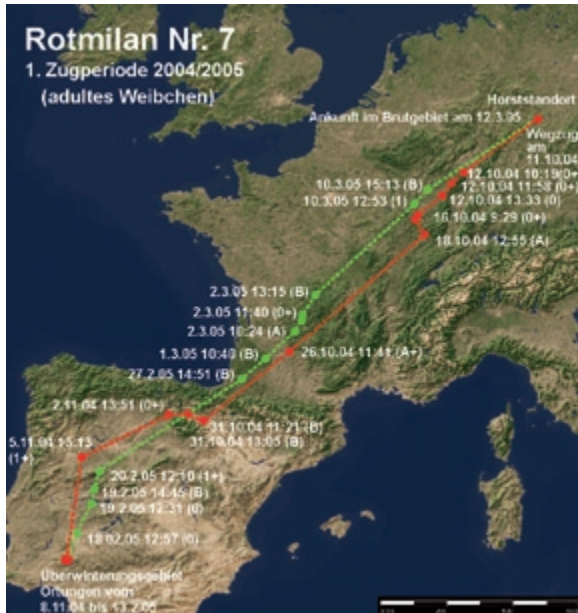 Rotmilan Nr. 7
1. Zugperiode 2004/2005
(adultes Weibchen)
Horststandort
Ankunft im Brutgebiet am 12.3.05
Wegzug
am
11.10.04
12.10.04 10:19 (0+)
12.10.04 11:58 (0+)
12.10.04 13:33 (0)
10.3.05 15:13 (B)
10.3.05 12:53 (1)
16.10.04 9:29 (0+)
18.10.04 12:55 (A)
2.3.05 13:15 (B)
2.3.05 11:40 (0+)
2.3.05 10:24 (A)
1.3.05 10:40 (B)
26.10.04 11:41 (A+)
27.2.05 14:51 (B)
2.11.04 13:51 (0+)
31.10.04 11:21 (B)
31.10.04 13:05 (B)
5.11.04 15:13
(1+)
20.2.05 12:10 (1+)
19.2.05 14:45 (B)
19.2.05 12:31 (0)
18.02.05 12:57 (0)
Überwinterungsgebiet
Ortungen vom
8.11.04 bis 13.2.05